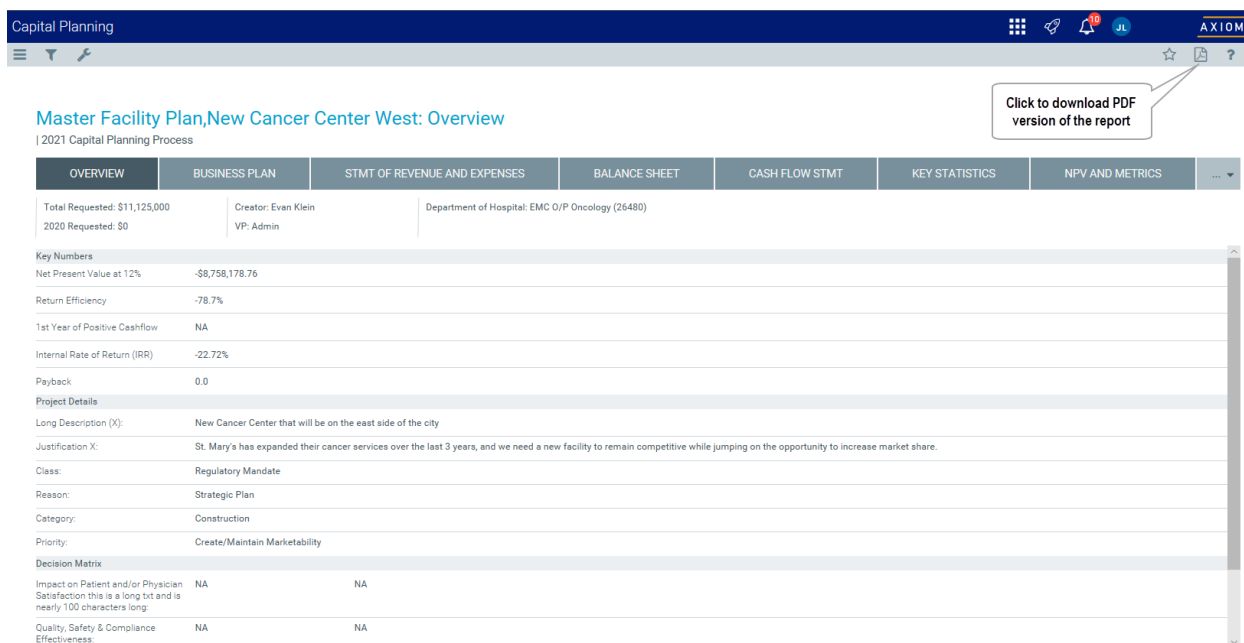 Capital Planning
10
JL
AXIOM
?
Click to download PDF
version of the report
Master Facility Plan,New Cancer Center West: Overview
| 2021 Capital Planning Process
OVERVIEW BUSINESS PLAN STMT OF REVENUE AND EXPENSES BALANCE SHEET CASH FLOW STMT KEY STATISTICS NPV AND METRICS ...
Total Requested: $11,125,000 Creator: Evan Klein Department of Hospital: EMC O/P Oncology (26480)
2020 Requested: $0 VP: Admin
Key Numbers
Net Present Value at 12% -$8,758,178.76
Return Efficiency -78.7%
1st Year of Positive Cashflow NA
Internal Rate of Return (IRR) -22.72%
Payback 0.0
Project Details
Long Description (X): New Cancer Center that will be on the east side of the city
Justification X: St. Mary's has expanded their cancer services over the last 3 years, and we need a new facility to remain competitive while jumping on the opportunity to increase market share.
Class: Regulatory Mandate
Reason: Strategic Plan
Category: Construction
Priority: Create/Maintain Marketability
Decision Matrix
Impact on Patient and/or Physician NA NA
Satisfaction this is a long txt and is
nearly 100 characters long:
Quality, Safety & Compliance NA NA
Effectiveness: